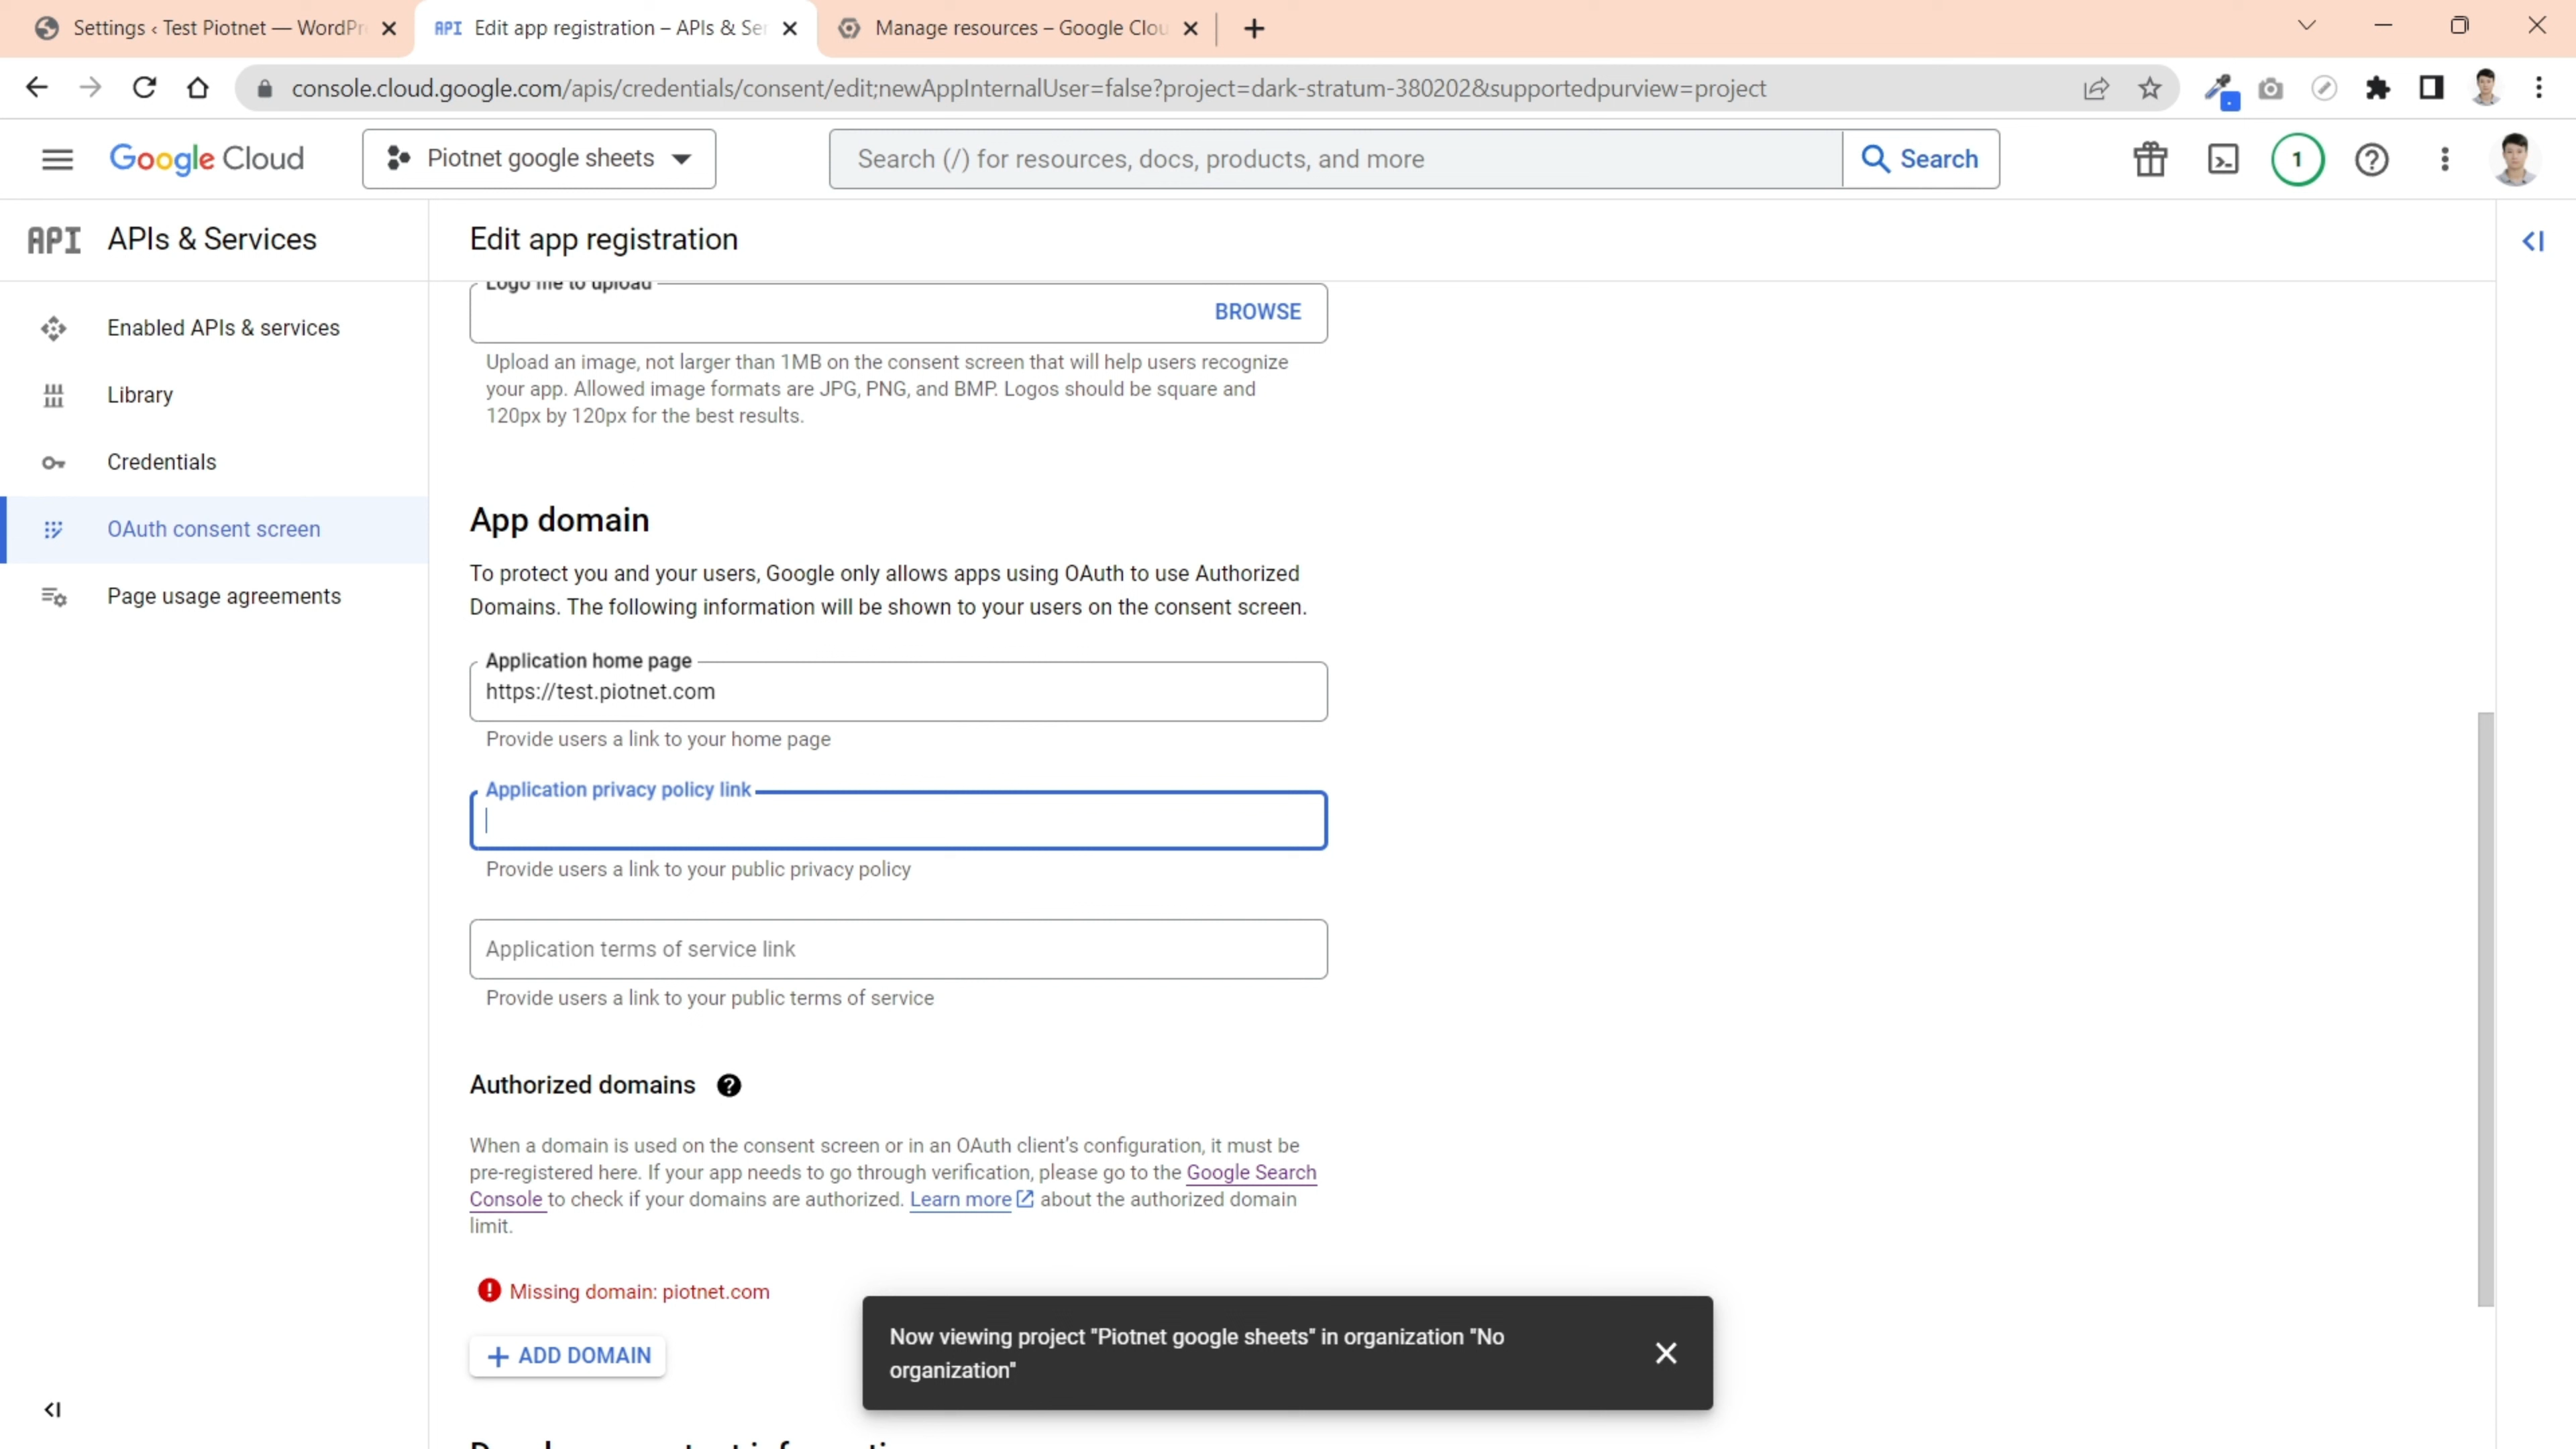 Settings ‹ Test Piotnet — WordPr
API Edit app registration – APIs & Ser
Manage resources – Google Clou
console.cloud.google.com/apis/credentials/consent/edit;newAppInternalUser=false?project=dark-stratum-380202&supportedpurview=project
Google Cloud
Piotnet google sheets
Search (/) for resources, docs, products, and more
Search
1
API APIs & Services
Edit app registration
Enabled APIs & services
Library
Credentials
OAuth consent screen
Page usage agreements
Logo file to upload
BROWSE
Upload an image, not larger than 1MB on the consent screen that will help users recognize
your app. Allowed image formats are JPG, PNG, and BMP. Logos should be square and
120px by 120px for the best results.
App domain
To protect you and your users, Google only allows apps using OAuth to use Authorized
Domains. The following information will be shown to your users on the consent screen.
Application home page
https://test.piotnet.com
Provide users a link to your home page
Application privacy policy link
Provide users a link to your public privacy policy
Application terms of service link
Provide users a link to your public terms of service
Authorized domains
When a domain is used on the consent screen or in an OAuth client's configuration, it must be
pre-registered here. If your app needs to go through verification, please go to the Google Search
Console to check if your domains are authorized. Learn more about the authorized domain
limit.
Missing domain: piotnet.com
+ ADD DOMAIN
Now viewing project "Piotnet google sheets" in organization "No
organization"